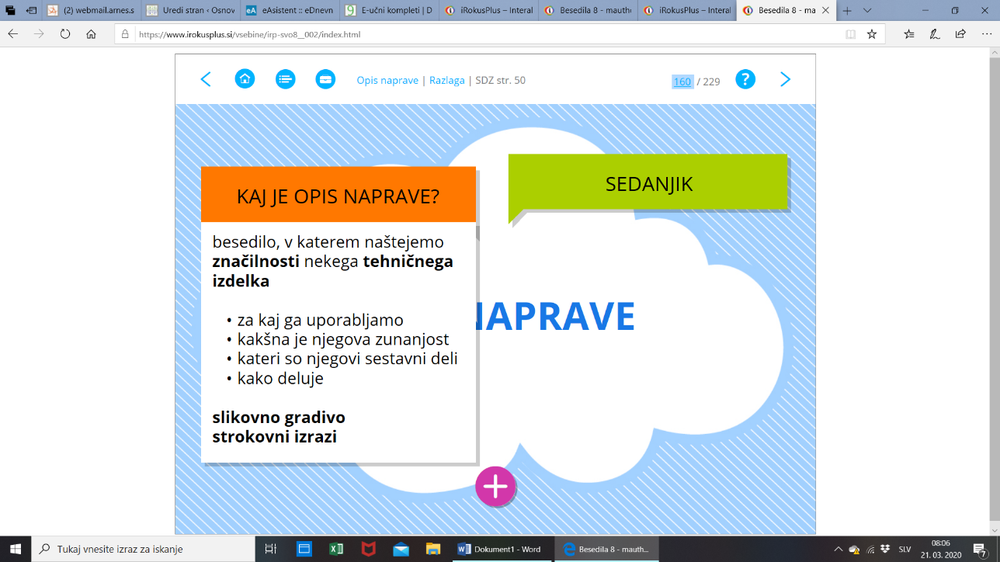 (2) webmail.arnes.s
Uredi stran ‹ Osnov
eAsistent :: eDnevn
E-učni kompleti | D
iRokusPlus – Interal
Besedila 8 - mauth
iRokusPlus – Interal
Besedila 8 - ma
https://www.irokusplus.si/vsebine/irp-svo8__002/index.html
Opis naprave | Razlaga | SDZ str. 50
160 / 229
?
SEDANJIK
KAJ JE OPIS NAPRAVE?
besedilo, v katerem naštejemo
značilnosti nekega tehničnega
izdelka
• za kaj ga uporabljamo
• kakšna je njegova zunanjost
• kateri so njegovi sestavni deli
• kako deluje
slikovno gradivo
strokovni izrazi
NAPRAVE
Tukaj vnesite izraz za iskanje
Dokument1 - Word
Besedila 8 - mauth...
SLV
08:06
21. 03. 2020
7